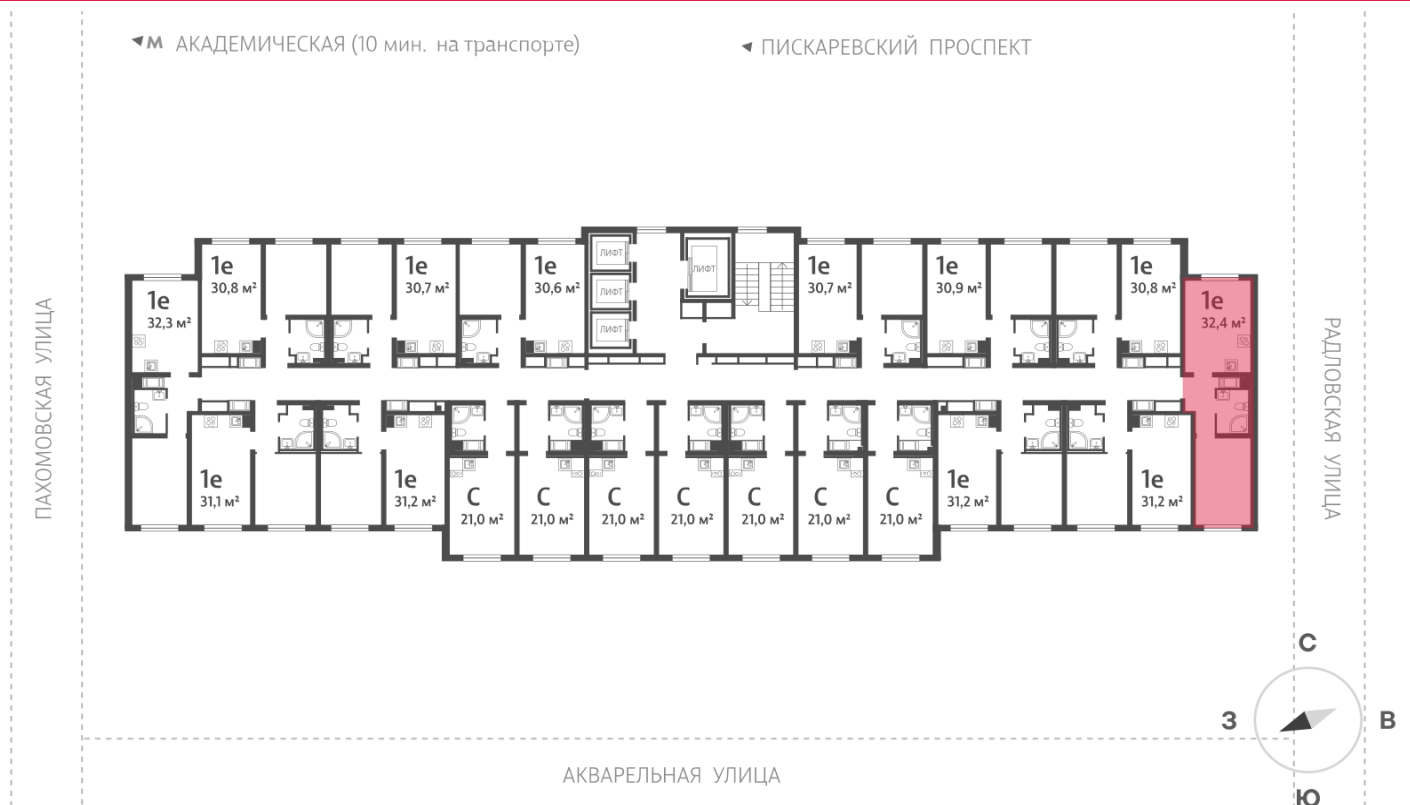 М АКАДЕМИЧЕСКАЯ (10 мин. на транспорте)
ПИСКАРЕВСКИЙ ПРОСПЕКТ
ПАХОМОВСКАЯ УЛИЦА
1е
32,3 м²
1е
30,8 м²
1е
30,7 м²
1е
30,6 м²
ЛИФТ
ЛИФТ
ЛИФТ
ЛИФТ
1е
30,7 м²
1е
30,9 м²
1е
30,8 м²
1е
32,4 м²
РАДЛОВСКАЯ УЛИЦА
1е
31,1 м²
1е
31,2 м²
С
21,0 м²
С
21,0 м²
С
21,0 м²
С
21,0 м²
С
21,0 м²
С
21,0 м²
С
21,0 м²
1е
31,2 м²
1е
31,2 м²
С
З
В
Ю
АКВАРЕЛЬНАЯ УЛИЦА